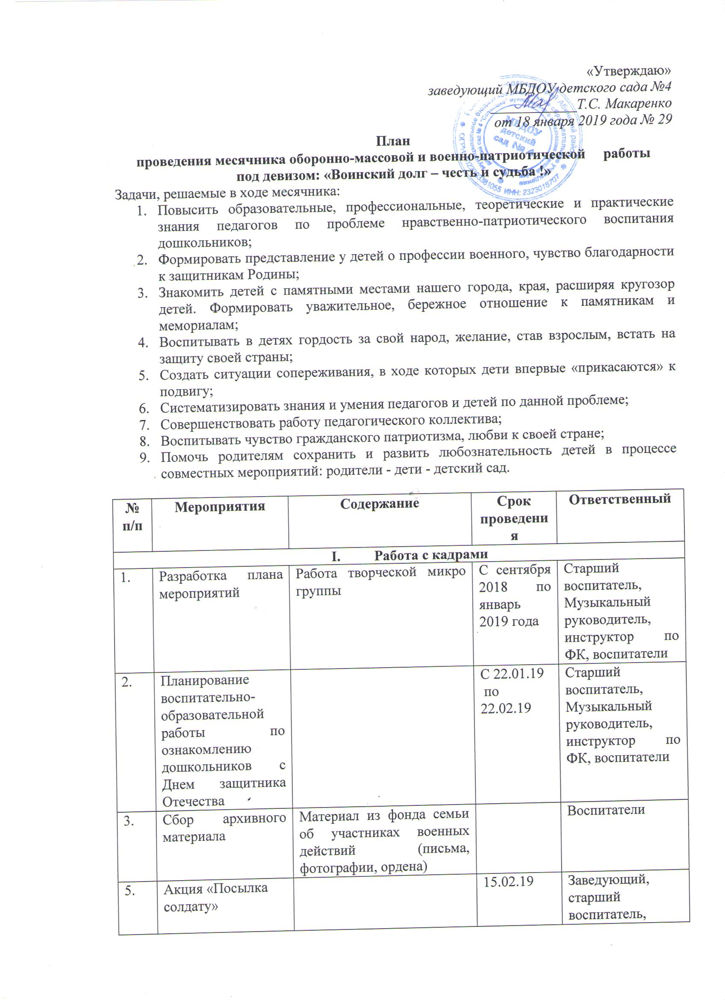 «Утверждаю»
заведующий МБДОУ детского сада №4
Т.С. Макаренко
от 18 января 2019 года № 29
МБДОУ
детский
сад № 4
ИНН: 2323018707
План
проведения месячника оборонно-массовой и военно-патриотической работы
под девизом: «Воинский долг – честь и судьба !»
Задачи, решаемые в ходе месячника:
1. Повысить образовательные, профессиональные, теоретические и практические
знания педагогов по проблеме нравственно-патриотического воспитания
дошкольников;
2. Формировать представление у детей о профессии военного, чувство благодарности
к защитникам Родины;
3. Знакомить детей с памятными местами нашего города, края, расширяя кругозор
детей. Формировать уважительное, бережное отношение к памятникам и
мемориалам;
4. Воспитывать в детях гордость за свой народ, желание, став взрослым, встать на
защиту своей страны;
5. Создать ситуации сопереживания, в ходе которых дети впервые «прикасаются» к
подвигу;
6. Систематизировать знания и умения педагогов и детей по данной проблеме;
7. Совершенствовать работу педагогического коллектива;
8. Воспитывать чувство гражданского патриотизма, любви к своей стране;
9. Помочь родителям сохранить и развить любознательность детей в процессе
совместных мероприятий: родители - дети - детский сад.
№
п/п
Мероприятия
Содержание
Срок
проведени
я
Ответственный
I. Работа с кадрами
1.
Разработка плана
мероприятий
Работа творческой микро
группы
С сентября
2018 по
январь
2019 года
Старший
воспитатель,
Музыкальный
руководитель,
инструктор по
ФК, воспитатели
2.
Планирование
воспитательно-
образовательной
работы по
ознакомлению
дошкольников с
Днем защитника
Отечества
С 22.01.19
по
22.02.19
Старший
воспитатель,
Музыкальный
руководитель,
инструктор по
ФК, воспитатели
3.
Сбор архивного
материала
Материал из фонда семьи
об участниках военных
действий (письма,
фотографии, ордена)
Воспитатели
5.
Акция «Посылка
солдату»
15.02.19
Заведующий,
старший
воспитатель,